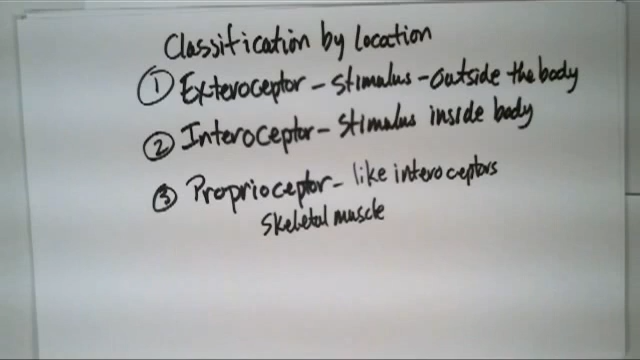 Classification by location
① Exteroceptor - Stimulus - Outside the body
② Interoceptor - Stimulus inside body
③ Proprioceptor - like interoceptors
Skeletal muscle